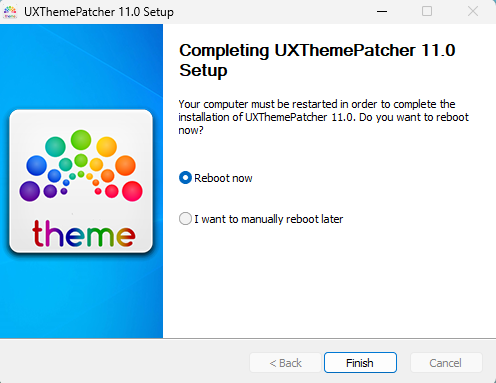 theme
UXThemePatcher 11.0 Setup
Completing UXThemePatcher 11.0
Setup
Your computer must be restarted in order to complete the
installation of UXThemePatcher 11.0. Do you want to reboot
now?
Reboot now
I want to manually reboot later
theme
< Back
Finish
Cancel